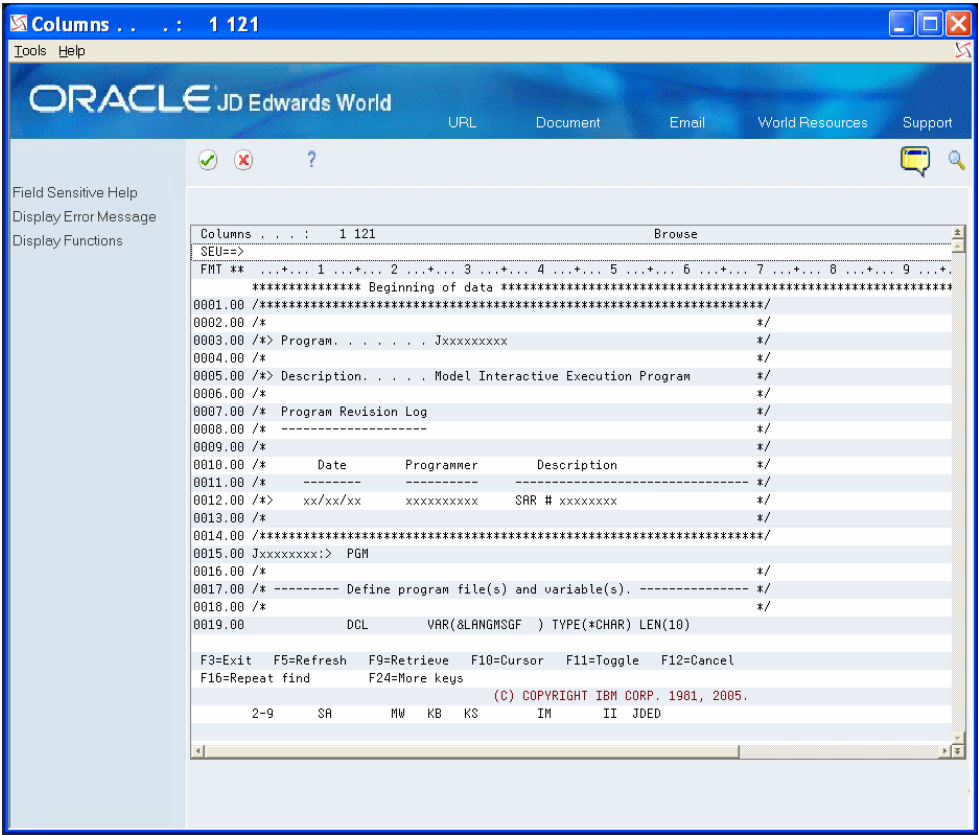 Columns . .   . :   1 121
Tools  Help
ORACLE JD Edwards World
URL   Document   Email   World Resources   Support
?
Field Sensitive Help
Display Error Message
Display Functions
Columns . . . :    1 121                                      Browse
SEU==>
FMT **  ...+... 1 ...+... 2 ...+... 3 ...+... 4 ...+... 5 ...+... 6 ...+... 7 ...+... 8 ...+... 9 ...+.
*************** Beginning of data **************************************************************
0001.00 /*********************************************************************/
0002.00 /*                                                                   */
0003.00 /*> Program. . . . . . . Jxxxxxxxxx                                  */
0004.00 /*                                                                   */
0005.00 /*> Description. . . . . Model Interactive Execution Program         */
0006.00 /*                                                                   */
0007.00 /*  Program Revision Log                                             */
0008.00 /*  --------------------                                             */
0009.00 /*                                                                   */
0010.00 /*     Date        Programmer        Description                     */
0011.00 /*     --------      ----------     -------------------------------- */
0012.00 /*>    xx/xx/xx      xxxxxxxxxx     SAR # xxxxxxxx                   */
0013.00 /*                                                                   */
0014.00 /*********************************************************************/
0015.00 Jxxxxxxxx:>  PGM
0016.00 /*                                                                   */
0017.00 /* --------- Define program file(s) and variable(s). --------------- */
0018.00 /*                                                                   */
0019.00              DCL        VAR(&LANGMSGF  ) TYPE(*CHAR) LEN(10)
F3=Exit   F5=Refresh   F9=Retrieve   F10=Cursor   F11=Toggle   F12=Cancel
F16=Repeat find        F24=More keys
(C) COPYRIGHT IBM CORP. 1981, 2005.
2-9      SA        MW   KB   KS        IM       II  JDED